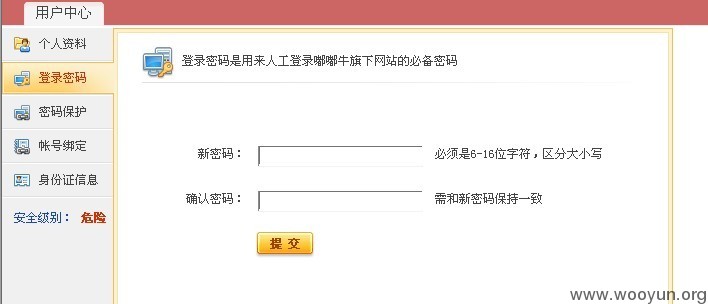 用户中心
个人资料
登录密码
密码保护
帐号绑定
身份证信息
安全级别： 危险
登录密码是用来人工登录嘟嘟牛旗下网站的必备密码
新密码：
必须是6-16位字符，区分大小写
确认密码：
需和新密码保持一致
提 交
www.wooyun.org